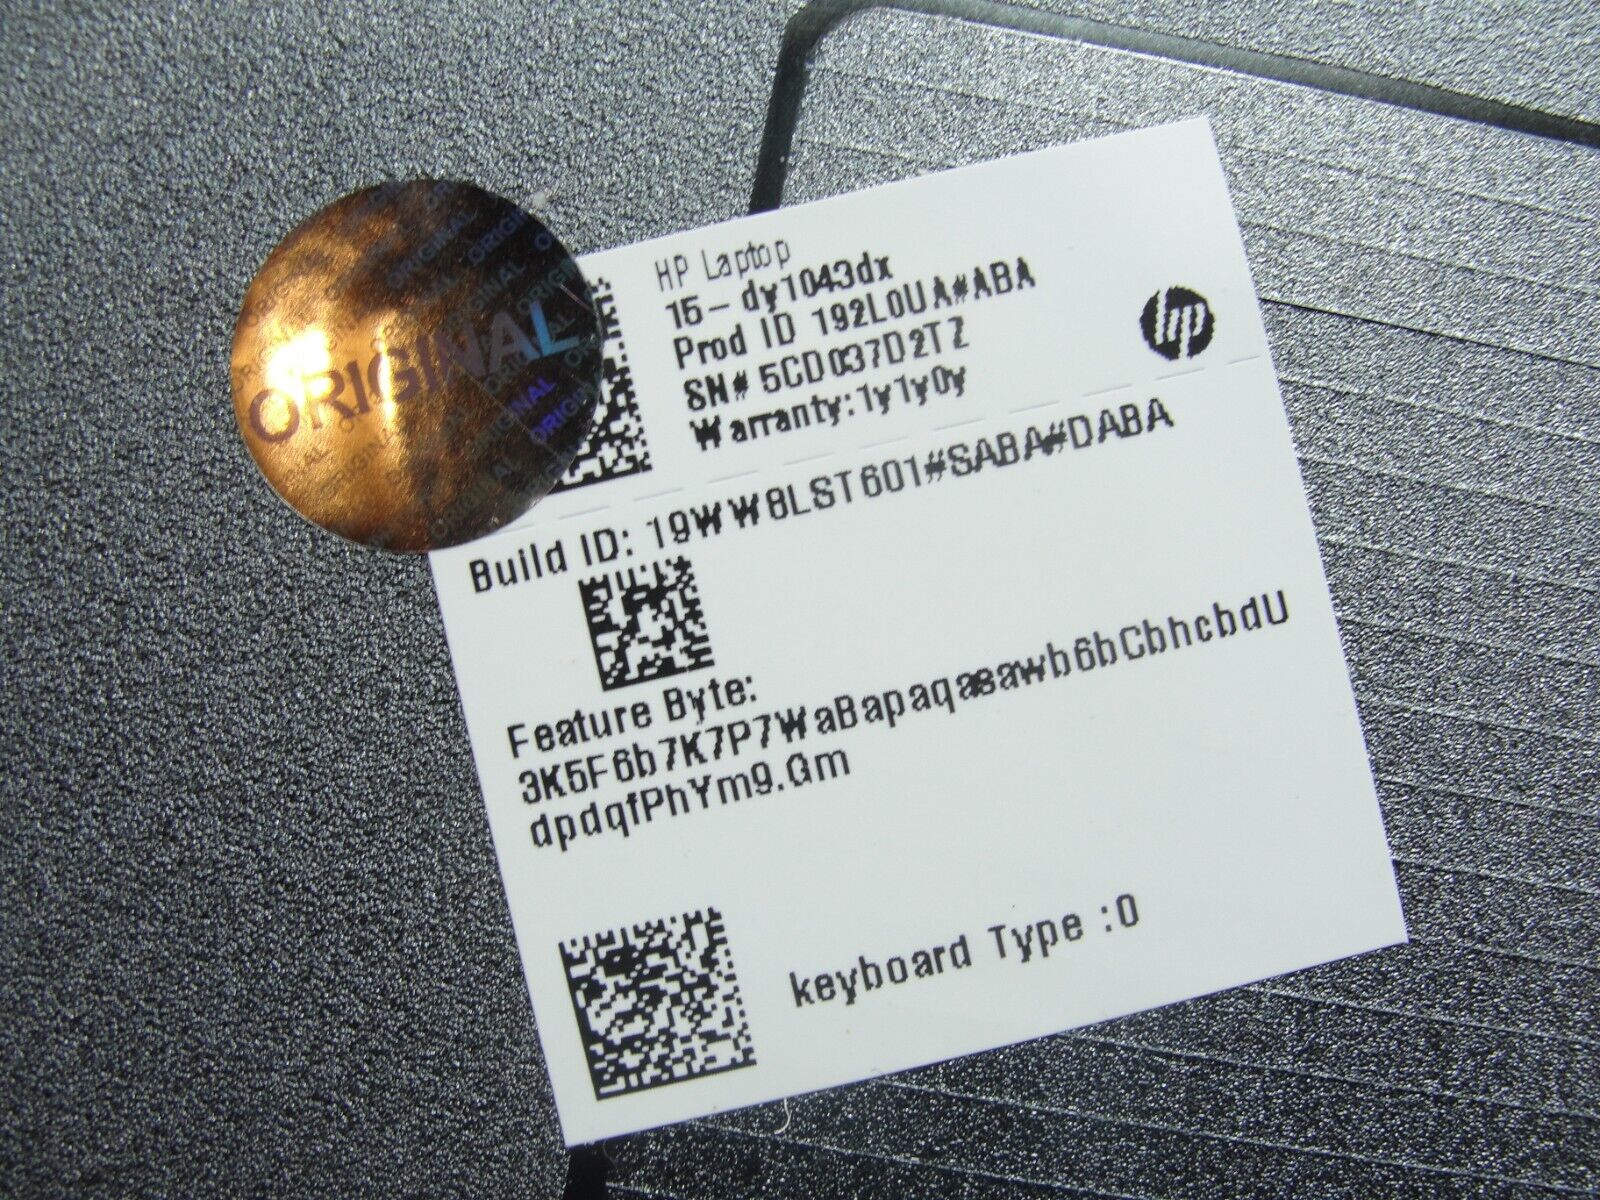 ORIGINAL
HP Laptop
15-dy1043dx
Prod ID 192L0UA#ABA
SN# 5CD037D2TZ
Warranty:1y1y0y
hp
Build ID: 19WW8LST601#SABA#DABA
Feature Byte:
3K5F6b7K7P7WaBapaqasawb6bCbhcbdU
dpdqfPhYm9.Gm
keyboard Type :0